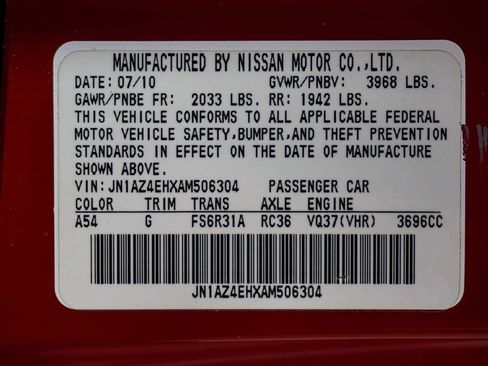 MANUFACTURED BY NISSAN MOTOR CO.,LTD.
DATE: 07/10 GVWR/PNBV: 3968 LBS.
GAWR/PNBE FR: 2033 LBS. RR: 1942 LBS.
THIS VEHICLE CONFORMS TO ALL APPLICABLE FEDERAL
MOTOR VEHICLE SAFETY,BUMPER,AND THEFT PREVENTION
STANDARDS IN EFFECT ON THE DATE OF MANUFACTURE
SHOWN ABOVE.
VIN:JN1AZ4EHXAM506304 PASSENGER CAR
COLOR TRIM TRANS AXLE ENGINE
A54 G FS6R31A RC36 VQ37(VHR) 3696CC
JN1AZ4EHXAM506304